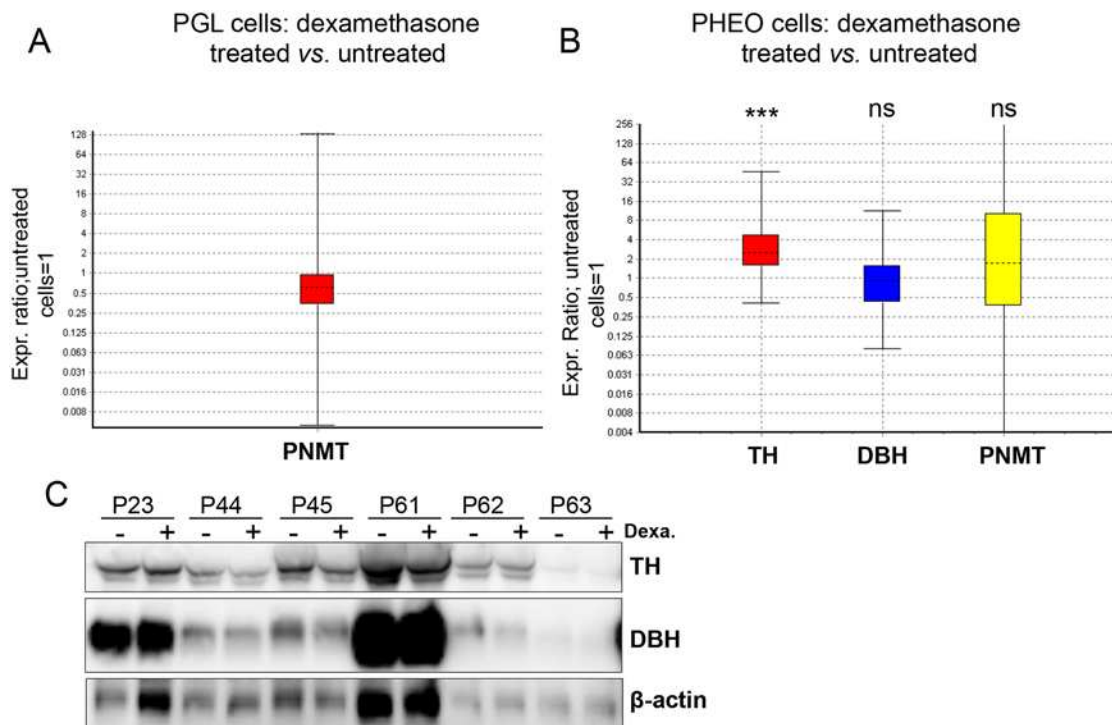 A
PGL cells: dexamethasone
treated vs. untreated
Expr. ratio;untreated
cells=1
128
64
32
16
8
4
2
1
0.5
0.25
0.125
0.063
0.031
0.016
0.008
PNMT
B
PHEO cells: dexamethasone
treated vs. untreated
*** ns ns
Expr. Ratio; untreated
cells=1
256
128
64
32
16
8
4
2
1
0.5
0.25
0.125
0.063
0.031
0.016
0.008
0.004
TH DBH PNMT
C
P23 P44 P45 P61 P62 P63
- + - + - + - + - + - + Dexa.
TH
DBH
β-actin